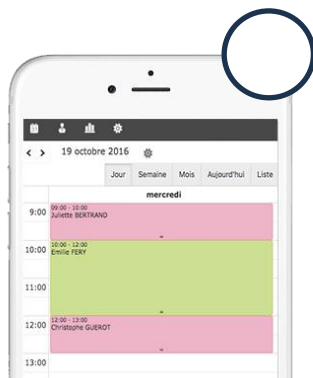 19 octobre 2016
Jour Semaine Mois Aujourd'hui Liste
mercredi
9:00
09:00 - 10:00
Juliette BERTRAND
10:00
10:00 - 12:00
Emilie FERY
11:00
12:00
12:00 - 13:00
Christophe GUEROT
13:00